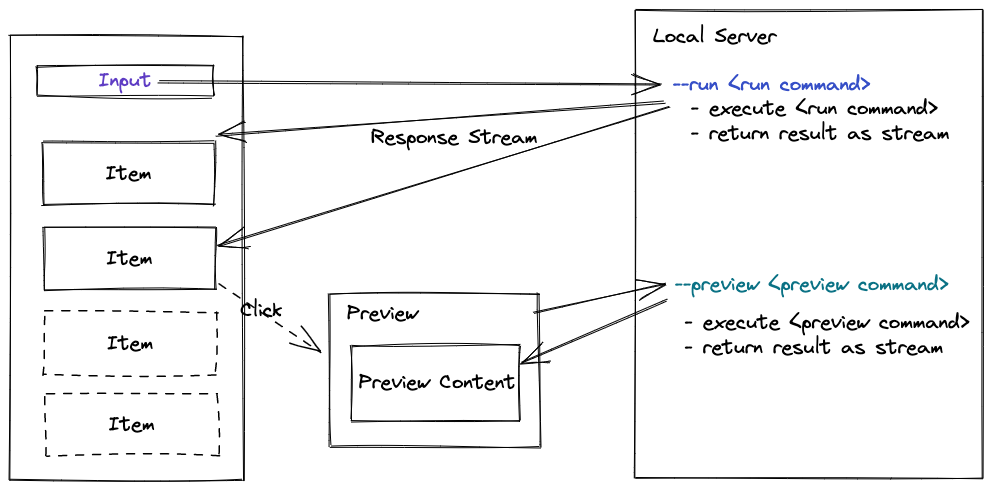 Input
Item
Item
Item
Item
Response Stream
Click
Preview
Preview Content
Local Server
--run <run command>
- execute <run command>
- return result as stream
--preview <preview command>
- execute <preview command>
- return result as stream